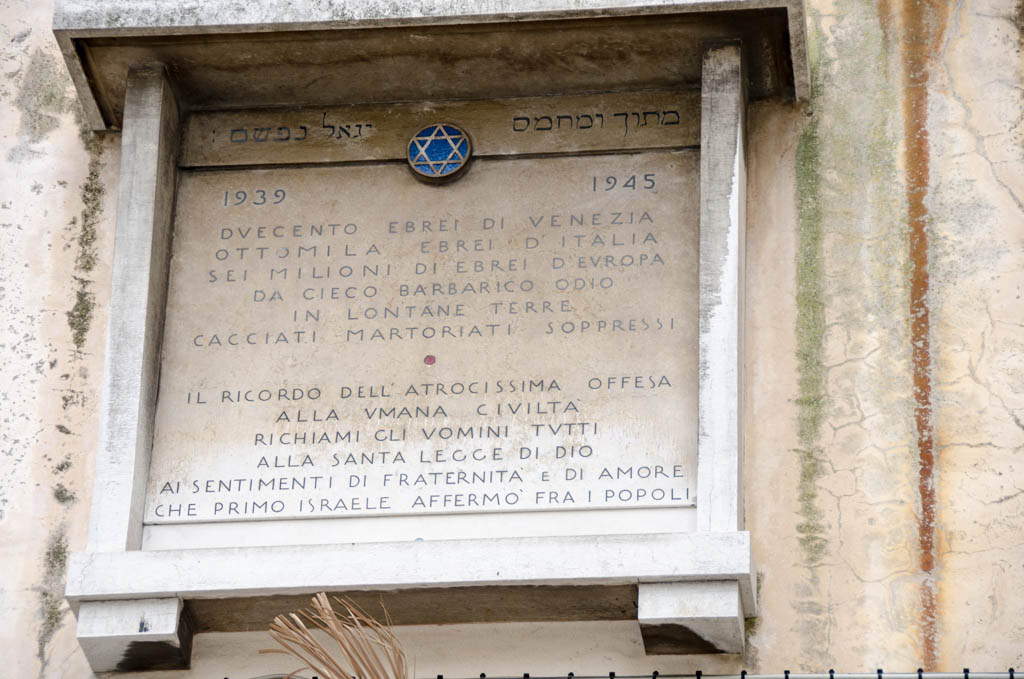 מתוך ומחמס יגאל נפשם :
1939 1945
DVECENTO EBREI DI VENEZIA
OTTOMILA EBREI D'ITALIA
SEI MILIONI DI EBREI D'EVROPA
DA CIECO BARBARICO ODIO
IN LONTANE TERRE
CACCIATI MARTORIATI SOPPRESSI
IL RICORDO DELL'ATROCISSIMA OFFESA
ALLA VMANA CIVILTA'
RICHIAMI GLI VOMINI TVTTI
ALLA SANTA LEGGE DI DIO
AI SENTIMENTI DI FRATERNITA' E DI AMORE
CHE PRIMO ISRAELE AFFERMO' FRA I POPOLI